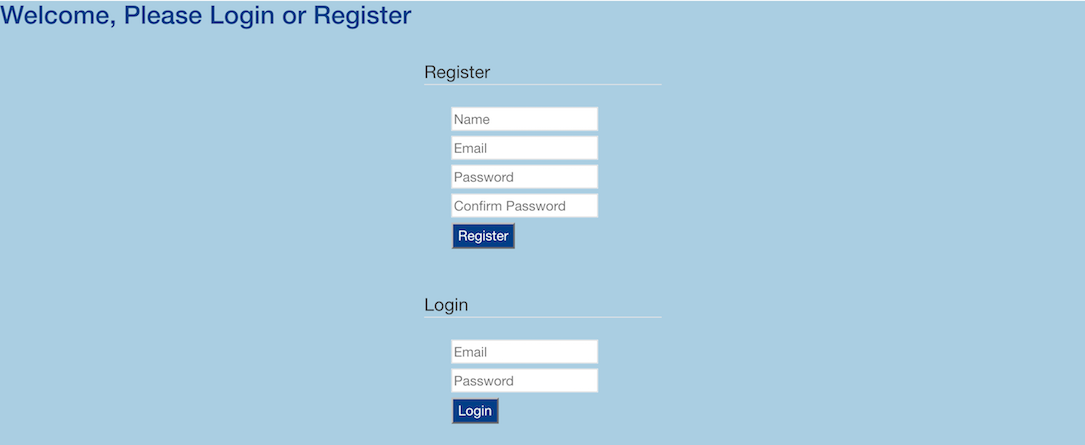 Welcome, Please Login or Register
Register
Name
Email
Password
Confirm Password
Register
Login
Email
Password
Login